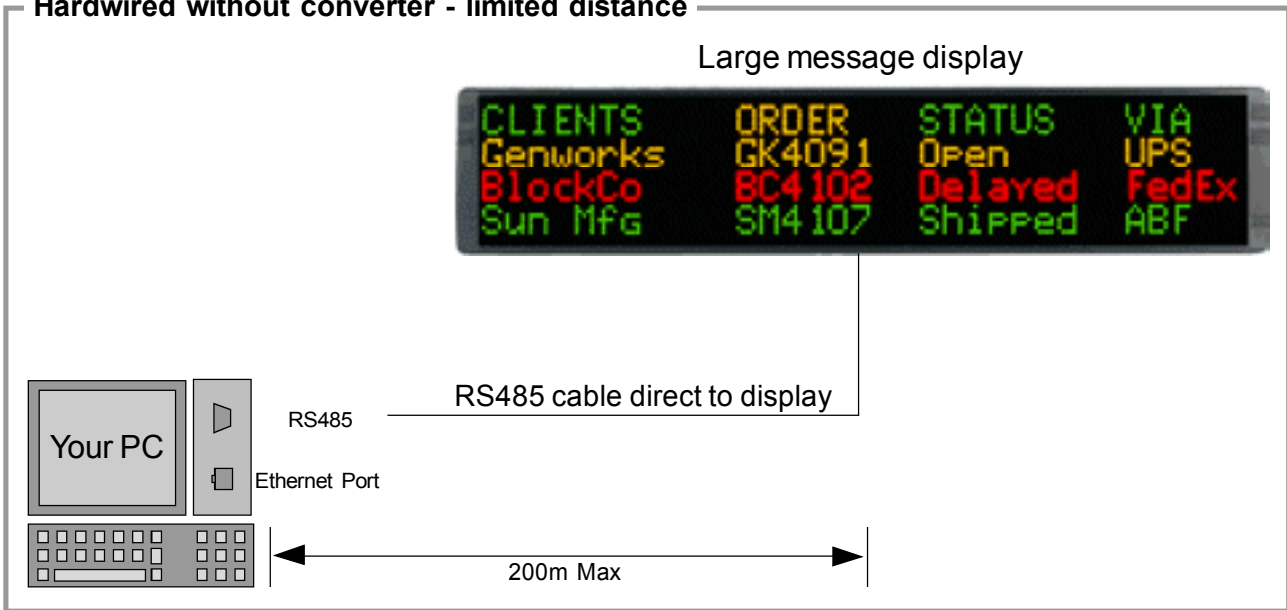 Hardwired without converter - limited distance
Large message display
CLIENTS ORDER STATUS VIA
Genworks GK4091 Open UPS
BlockCo BC4102 Delayed FedEx
Sun Mfg SM4107 Shipped ABF
RS485 cable direct to display
RS485
Your PC
Ethernet Port
200m Max